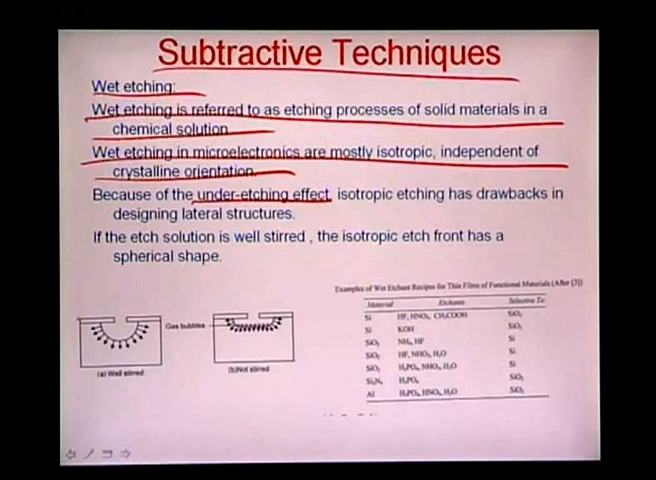 Subtractive Techniques
Wet etching:
Wet etching is referred to as etching processes of solid materials in a
chemical solution
Wet etching in microelectronics are mostly isotropic, independent of
crystalline orientation.
Because of the under-etching effect, isotropic etching has drawbacks in
designing lateral structures.
If the etch solution is well stirred , the isotropic etch front has a
spherical shape.
Examples of Wet Etchant Recipes for Thin Films of Functional Materials (After [3])
Material Etchants Selective To
Si HF, HNO₃, CH₃COOH SiO₂
Si KOH SiO₂
SiO₂ NH₄, HF Si
SiO₂ HF, NHO₃, H₂O Si
SiO₂ H₃PO₄, NHO₃, H₂O Si
Si₃N₄ H₃PO₄ SiO₂
Al H₃PO₄, HNO₃, H₂O SiO₂
Gas bubbles
(a) Well stirred
(b)Not stirred